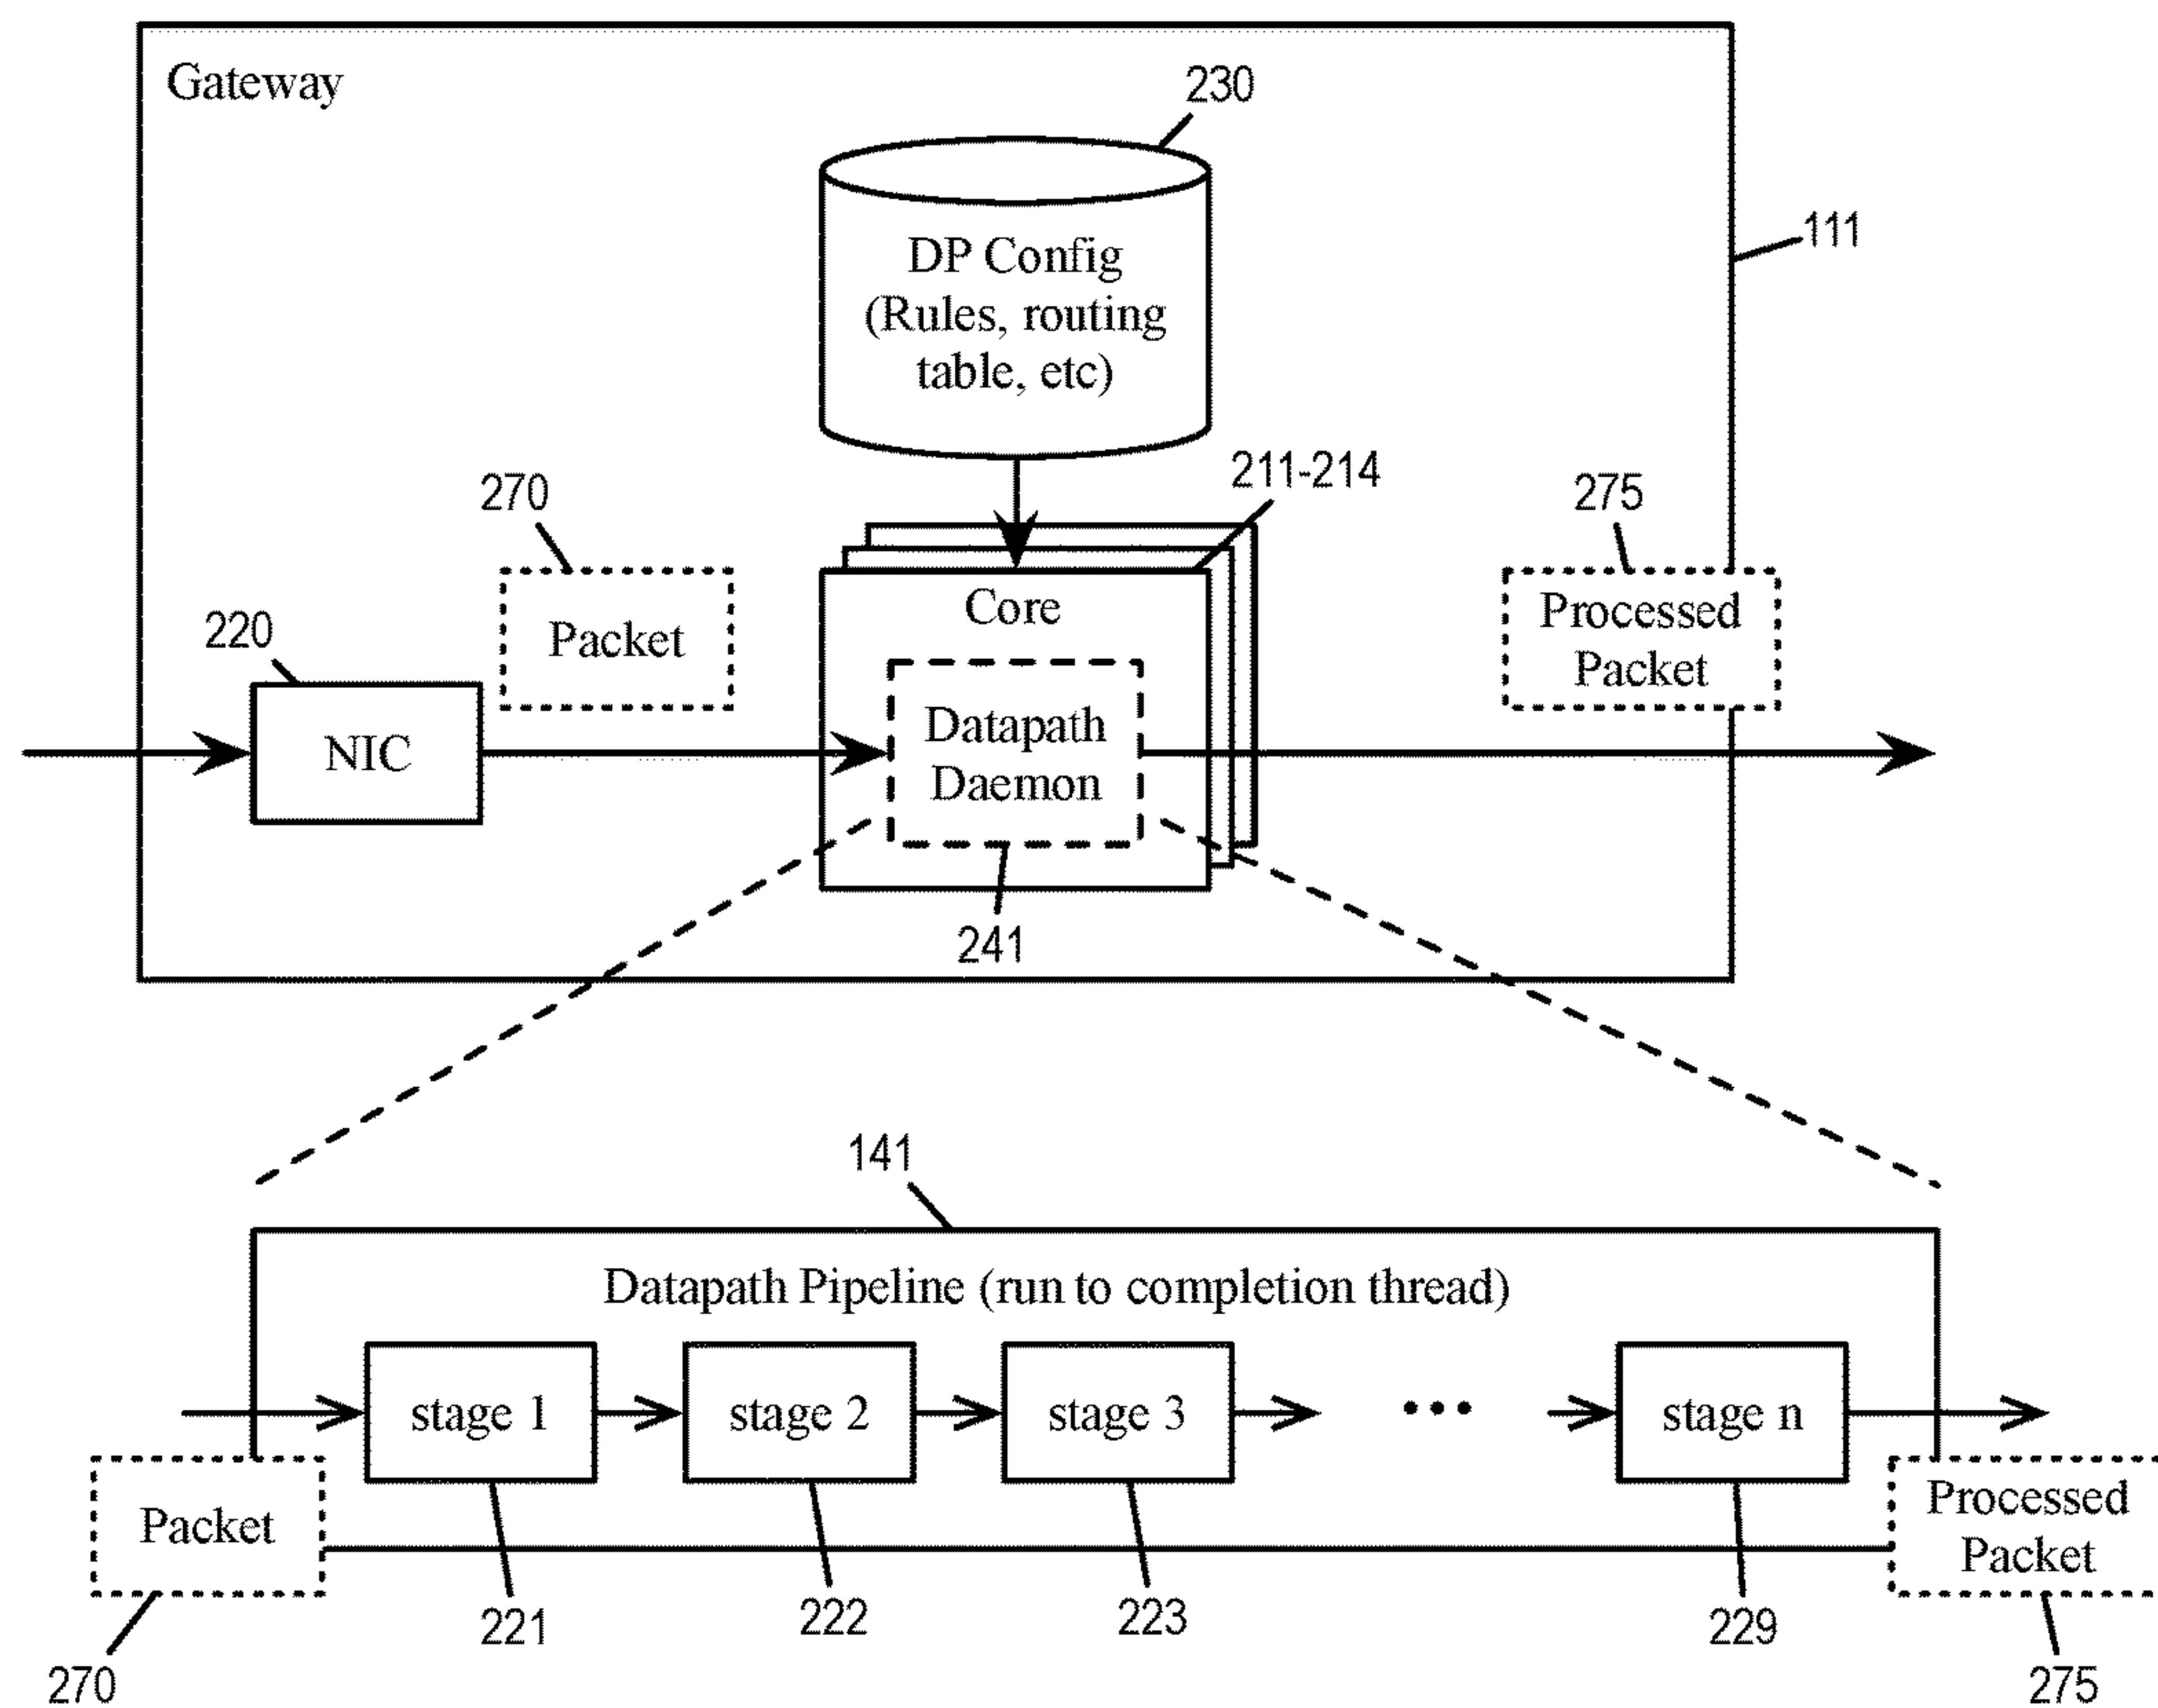 Gateway
230
111
DP Config
(Rules, routing
table, etc)
211-214
270
275
Core
Processed
Packet
Packet
220
NIC
Datapath
Daemon
241
141
Datapath Pipeline (run to completion thread)
stage 1
stage 2
stage 3
•••
stage n
Packet
Processed
Packet
221
222
223
229
270
275